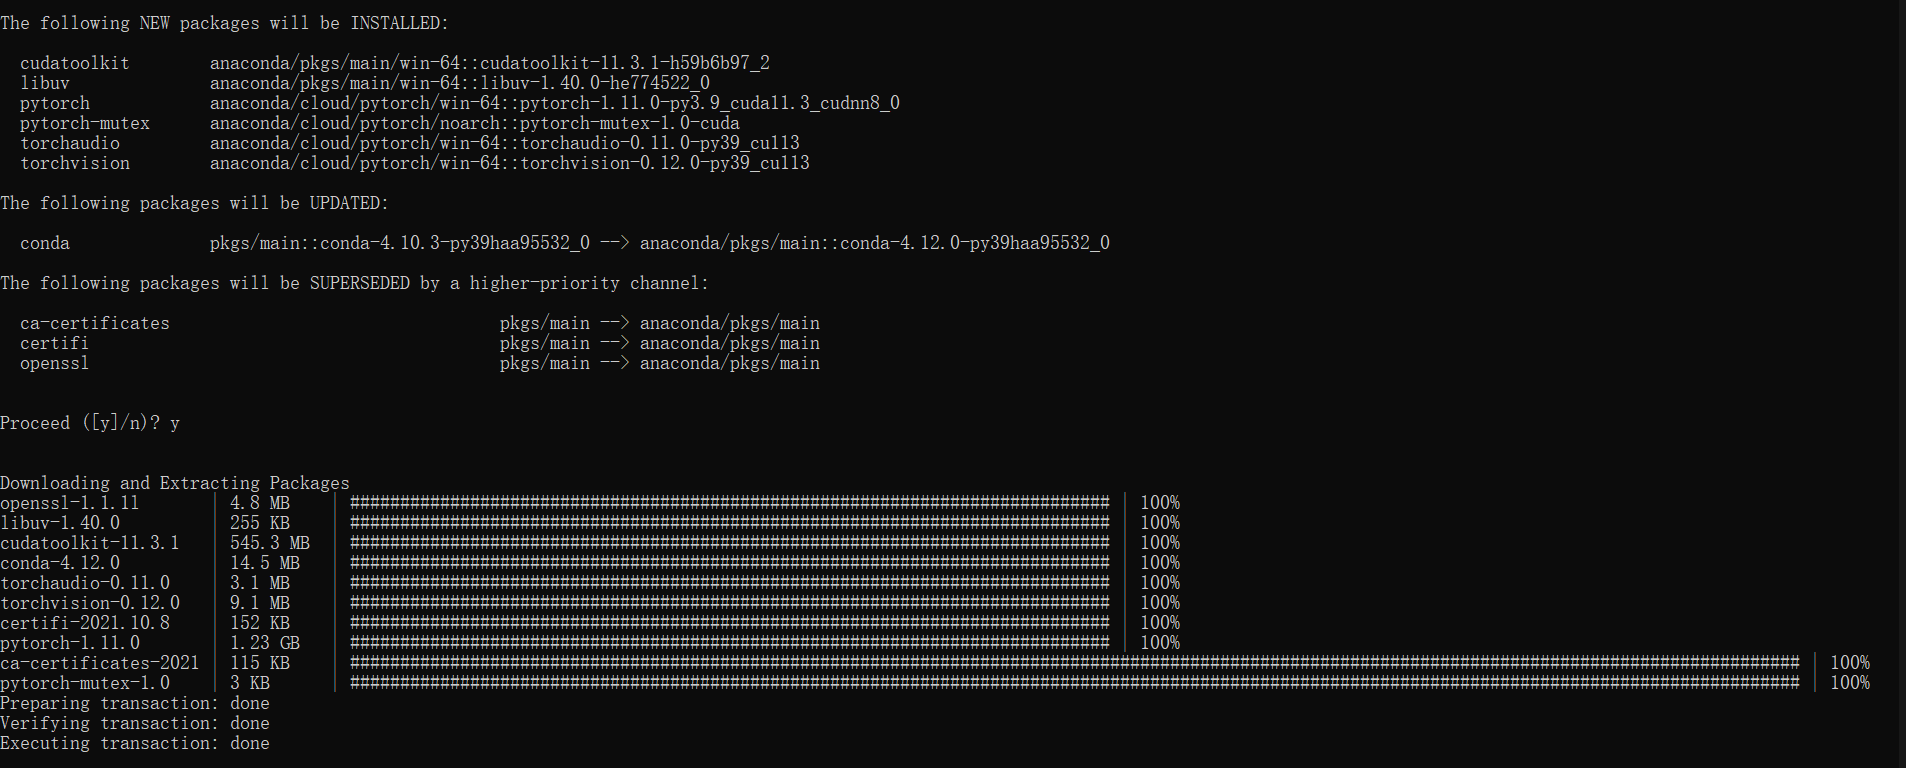 The following NEW packages will be INSTALLED:
cudatoolkit anaconda/pkgs/main/win-64::cudatoolkit-11.3.1-h59b6b97_2
libuv anaconda/pkgs/main/win-64::libuv-1.40.0-he774522_0
pytorch anaconda/cloud/pytorch/win-64::pytorch-1.11.0-py3.9_cuda11.3_cudnn8_0
pytorch-mutex anaconda/cloud/pytorch/noarch::pytorch-mutex-1.0-cuda
torchaudio anaconda/cloud/pytorch/win-64::torchaudio-0.11.0-py39_cu113
torchvision anaconda/cloud/pytorch/win-64::torchvision-0.12.0-py39_cu113
The following packages will be UPDATED:
conda pkgs/main::conda-4.10.3-py39haa95532_0 --> anaconda/pkgs/main::conda-4.12.0-py39haa95532_0
The following packages will be SUPERSEDED by a higher-priority channel:
ca-certificates pkgs/main --> anaconda/pkgs/main
certifi pkgs/main --> anaconda/pkgs/main
openssl pkgs/main --> anaconda/pkgs/main
Proceed ([y]/n)? y
Downloading and Extracting Packages
openssl-1.1.1l | 4.8 MB | ############################################################################ | 100%
libuv-1.40.0 | 255 KB | ############################################################################ | 100%
cudatoolkit-11.3.1 | 545.3 MB | ############################################################################ | 100%
conda-4.12.0 | 14.5 MB | ############################################################################ | 100%
torchaudio-0.11.0 | 3.1 MB | ############################################################################ | 100%
torchvision-0.12.0 | 9.1 MB | ############################################################################ | 100%
certifi-2021.10.8 | 152 KB | ############################################################################ | 100%
pytorch-1.11.0 | 1.23 GB | ############################################################################ | 100%
ca-certificates-2021 | 115 KB | ################################################################################################################################################# | 100%
pytorch-mutex-1.0 | 3 KB | ################################################################################################################################################# | 100%
Preparing transaction: done
Verifying transaction: done
Executing transaction: done